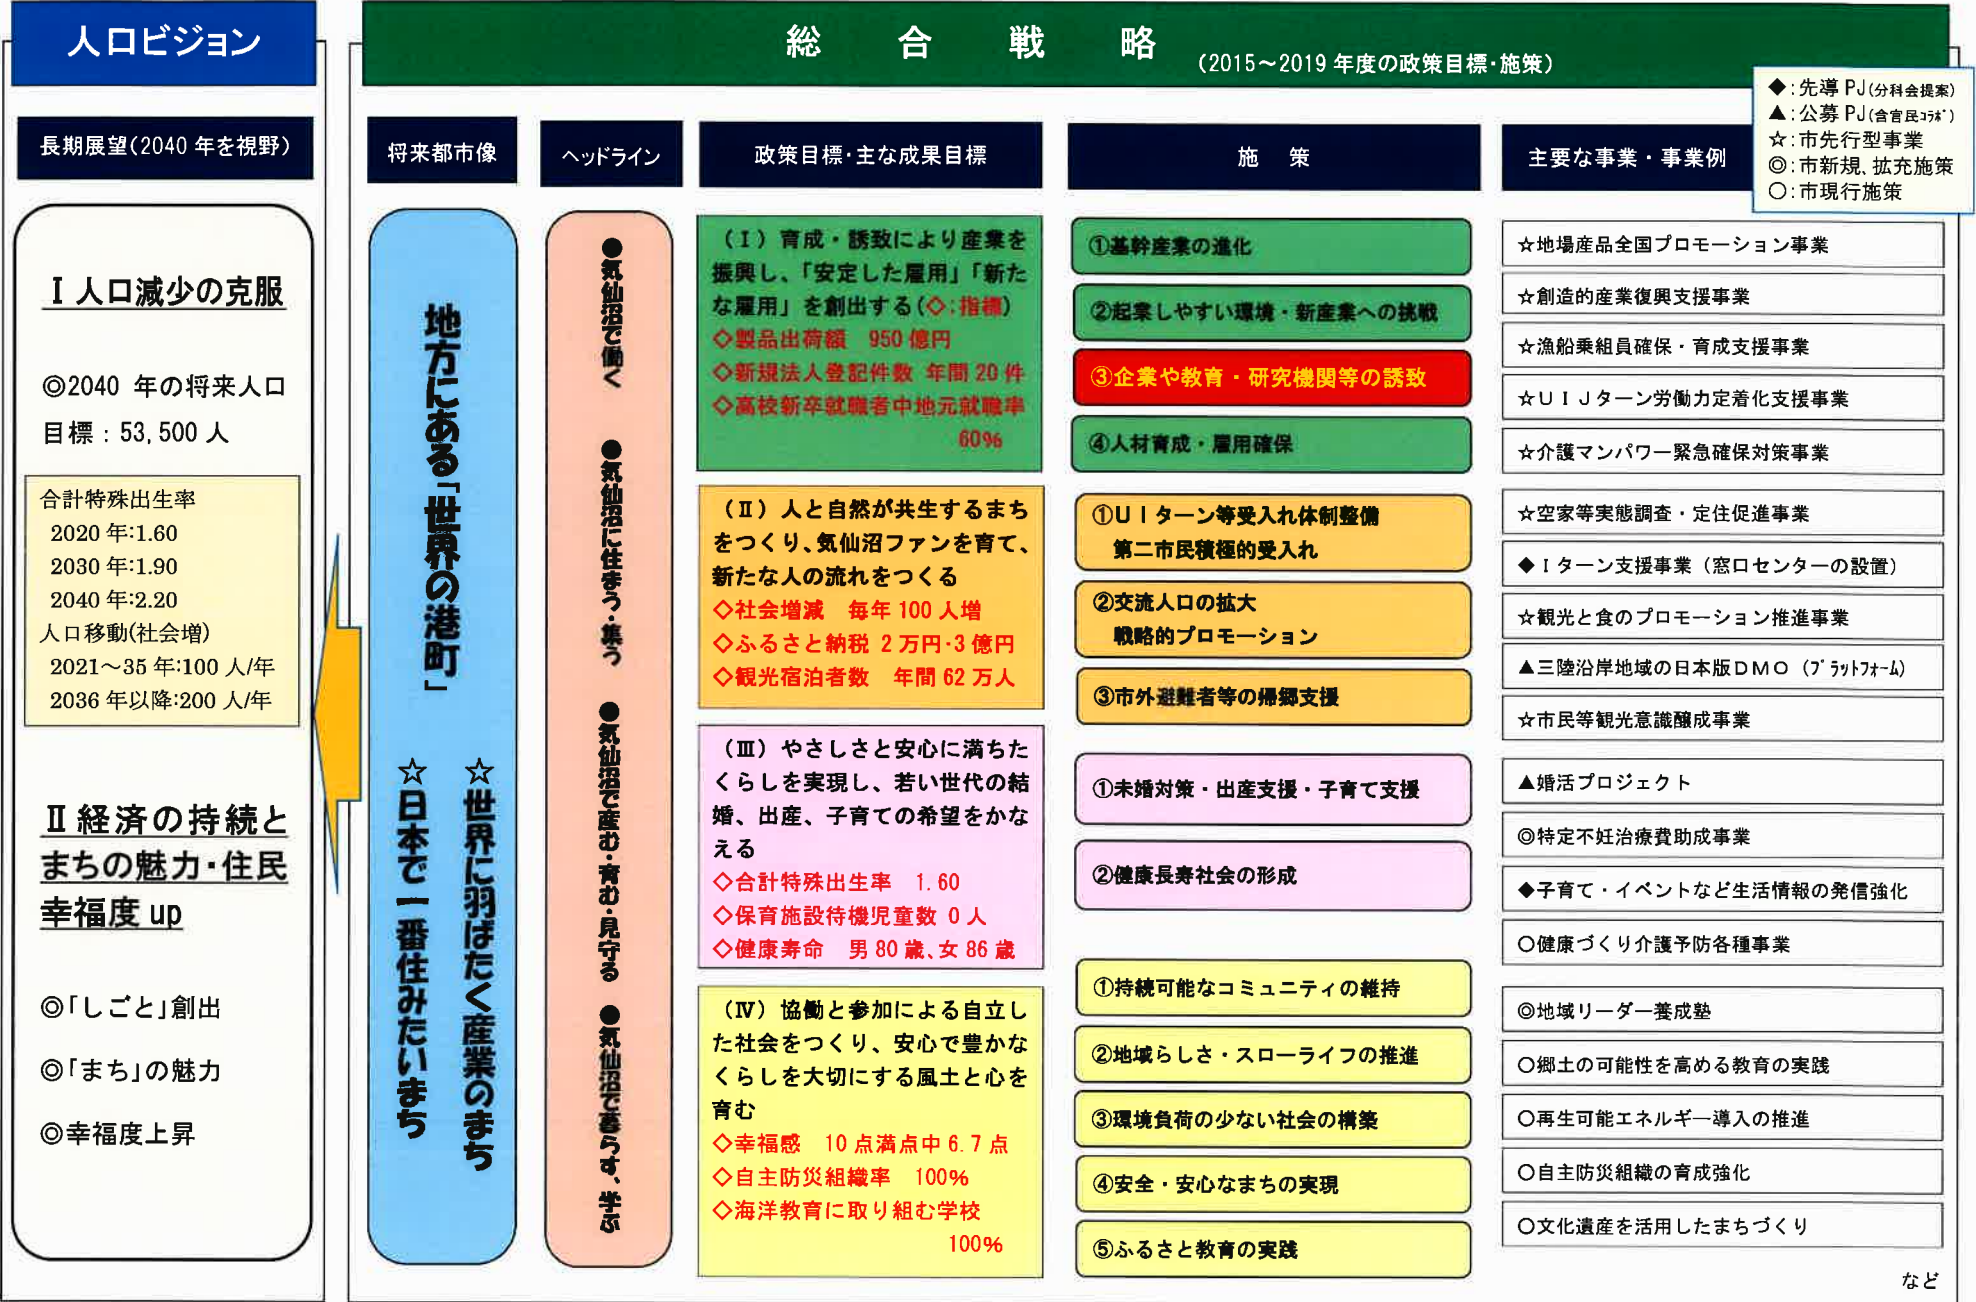 人口ビジョン
長期展望(2040 年を視野)
Ⅰ 人口減少の克服
◎2040 年の将来人口
目標：53,500 人
合計特殊出生率
2020 年:1.60
2030 年:1.90
2040 年:2.20
人口移動(社会増)
2021～35 年:100 人/年
2036 年以降:200 人/年
Ⅱ 経済の持続と
まちの魅力・住民
幸福度 up
◎「しごと」創出
◎「まち」の魅力
◎幸福度上昇
総合戦略 (2015～2019 年度の政策目標・施策)
◆：先導 PJ(分科会提案)
▲：公募 PJ(含官民ｺﾗﾎﾞ)
☆：市先行型事業
◎：市新規、拡充施策
○：市現行施策
将来都市像
地方にある「世界の港町」
☆世界に羽ばたく産業のまち
☆日本で一番住みたいまち
ヘッドライン
●気仙沼で働く
●気仙沼に住まう・集う
●気仙沼で産む・育む・見守る
●気仙沼で暮らす、学ぶ
政策目標・主な成果目標
（Ⅰ）育成・誘致により産業を
振興し、「安定した雇用」「新た
な雇用」を創出する(◇:指標)
◇製品出荷額　950 億円
◇新規法人登記件数 年間 20 件
◇高校新卒就職者中地元就職率
60%
（Ⅱ）人と自然が共生するまち
をつくり、気仙沼ファンを育て、
新たな人の流れをつくる
◇社会増減　毎年 100 人増
◇ふるさと納税 2 万円・3 億円
◇観光宿泊者数　年間 62 万人
（Ⅲ）やさしさと安心に満ちた
くらしを実現し、若い世代の結
婚、出産、子育ての希望をかな
える
◇合計特殊出生率　1.60
◇保育施設待機児童数 0 人
◇健康寿命　男 80 歳、女 86 歳
（Ⅳ）協働と参加による自立し
た社会をつくり、安心で豊かな
くらしを大切にする風土と心を
育む
◇幸福感　10 点満点中 6.7 点
◇自主防災組織率　100%
◇海洋教育に取り組む学校
100%
施　策
①基幹産業の進化
②起業しやすい環境・新産業への挑戦
③企業や教育・研究機関等の誘致
④人材育成・雇用確保
①ＵＩターン等受入れ体制整備
第二市民積極的受入れ
②交流人口の拡大
戦略的プロモーション
③市外避難者等の帰郷支援
①未婚対策・出産支援・子育て支援
②健康長寿社会の形成
①持続可能なコミュニティの維持
②地域らしさ・スローライフの推進
③環境負荷の少ない社会の構築
④安全・安心なまちの実現
⑤ふるさと教育の実践
主要な事業・事業例
☆地場産品全国プロモーション事業
☆創造的産業復興支援事業
☆漁船乗組員確保・育成支援事業
☆ＵＩＪターン労働力定着化支援事業
☆介護マンパワー緊急確保対策事業
☆空家等実態調査・定住促進事業
◆Ｉターン支援事業（窓口センターの設置）
☆観光と食のプロモーション推進事業
▲三陸沿岸地域の日本版ＤＭＯ（ﾌﾟﾗｯﾄﾌｫｰﾑ）
☆市民等観光意識醸成事業
▲婚活プロジェクト
◎特定不妊治療費助成事業
◆子育て・イベントなど生活情報の発信強化
○健康づくり介護予防各種事業
◎地域リーダー養成塾
○郷土の可能性を高める教育の実践
○再生可能エネルギー導入の推進
○自主防災組織の育成強化
○文化遺産を活用したまちづくり
など